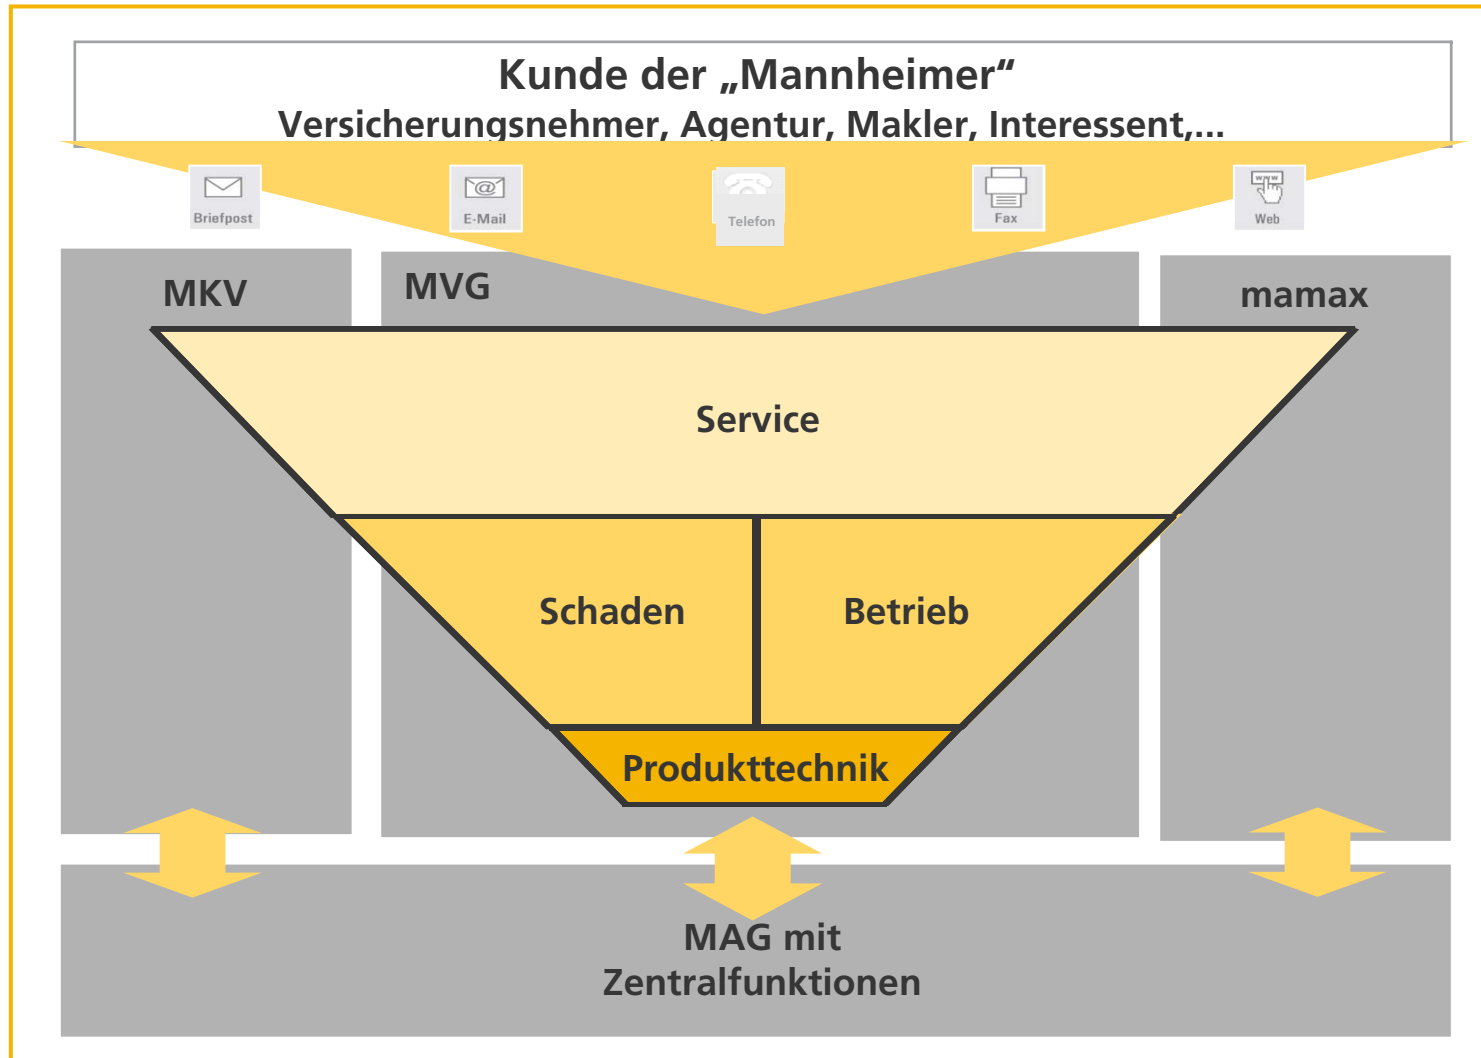 Kunde der „Mannheimer“
Versicherungsnehmer, Agentur, Makler, Interessent,...
Briefpost
@
E-Mail
Telefon
Fax
www
Web
MKV
MVG
mamax
Service
Schaden
Betrieb
Produkttechnik
MAG mit
Zentralfunktionen